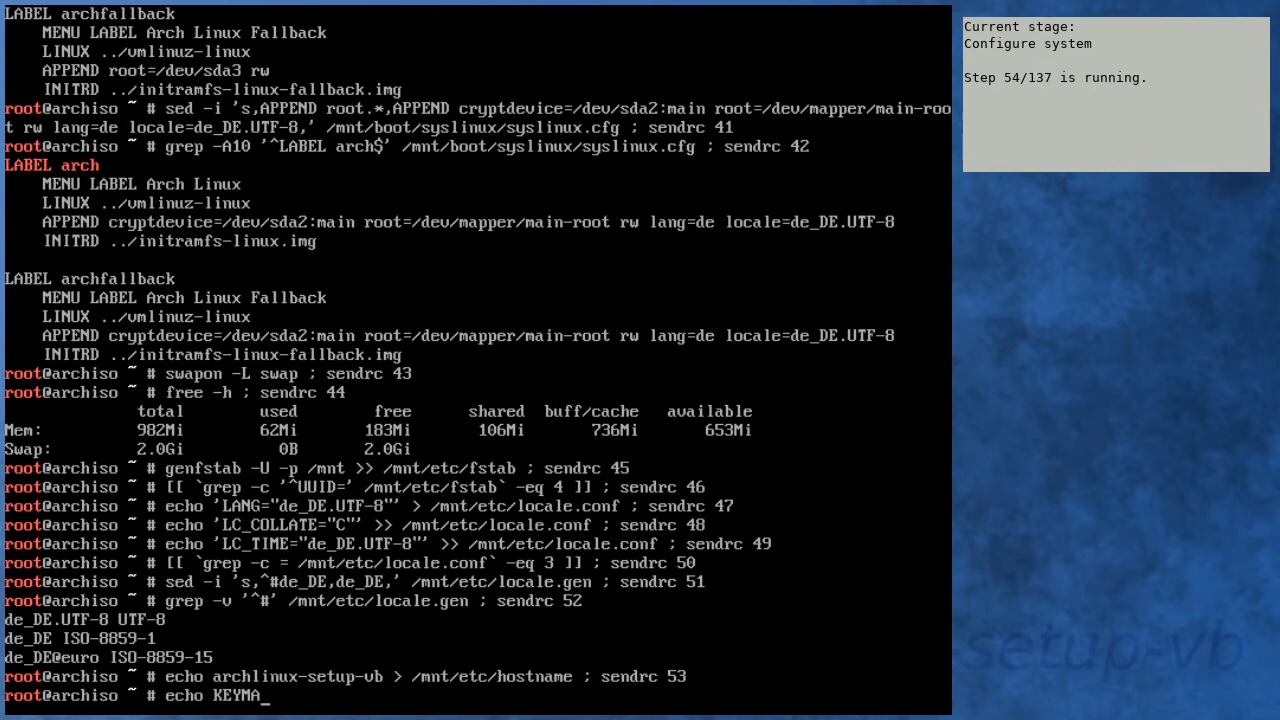 LABEL archfallback
MENU LABEL Arch Linux Fallback
LINUX ../vmlinuz-linux
APPEND root=/dev/sda3 rw
INITRD ../initramfs-linux-fallback.img
root@archiso ~ # sed -i 's,APPEND root.*,APPEND cryptdevice=/dev/sda2:main root=/dev/mapper/main-roo
t rw lang=de locale=de_DE.UTF-8,' /mnt/boot/syslinux/syslinux.cfg ; sendrc 41
root@archiso ~ # grep -A10 '^LABEL arch$' /mnt/boot/syslinux/syslinux.cfg ; sendrc 42
LABEL arch
MENU LABEL Arch Linux
LINUX ../vmlinuz-linux
APPEND cryptdevice=/dev/sda2:main root=/dev/mapper/main-root rw lang=de locale=de_DE.UTF-8
INITRD ../initramfs-linux.img
LABEL archfallback
MENU LABEL Arch Linux Fallback
LINUX ../vmlinuz-linux
APPEND cryptdevice=/dev/sda2:main root=/dev/mapper/main-root rw lang=de locale=de_DE.UTF-8
INITRD ../initramfs-linux-fallback.img
root@archiso ~ # swapon -L swap ; sendrc 43
root@archiso ~ # free -h ; sendrc 44
total used free shared buff/cache available
Mem: 982Mi 62Mi 183Mi 106Mi 736Mi 653Mi
Swap: 2.0Gi 0B 2.0Gi
root@archiso ~ # genfstab -U -p /mnt >> /mnt/etc/fstab ; sendrc 45
root@archiso ~ # [[ `grep -c '^UUID=' /mnt/etc/fstab` -eq 4 ]] ; sendrc 46
root@archiso ~ # echo 'LANG="de_DE.UTF-8"' > /mnt/etc/locale.conf ; sendrc 47
root@archiso ~ # echo 'LC_COLLATE="C"' >> /mnt/etc/locale.conf ; sendrc 48
root@archiso ~ # echo 'LC_TIME="de_DE.UTF-8"' >> /mnt/etc/locale.conf ; sendrc 49
root@archiso ~ # [[ `grep -c = /mnt/etc/locale.conf` -eq 3 ]] ; sendrc 50
root@archiso ~ # sed -i 's,^#de_DE,de_DE,' /mnt/etc/locale.gen ; sendrc 51
root@archiso ~ # grep -v '^#' /mnt/etc/locale.gen ; sendrc 52
de_DE.UTF-8 UTF-8
de_DE ISO-8859-1
de_DE@euro ISO-8859-15
root@archiso ~ # echo archlinux-setup-vb > /mnt/etc/hostname ; sendrc 53
root@archiso ~ # echo KEYMA_
Current stage:
Configure system
Step 54/137 is running.
setup-vb